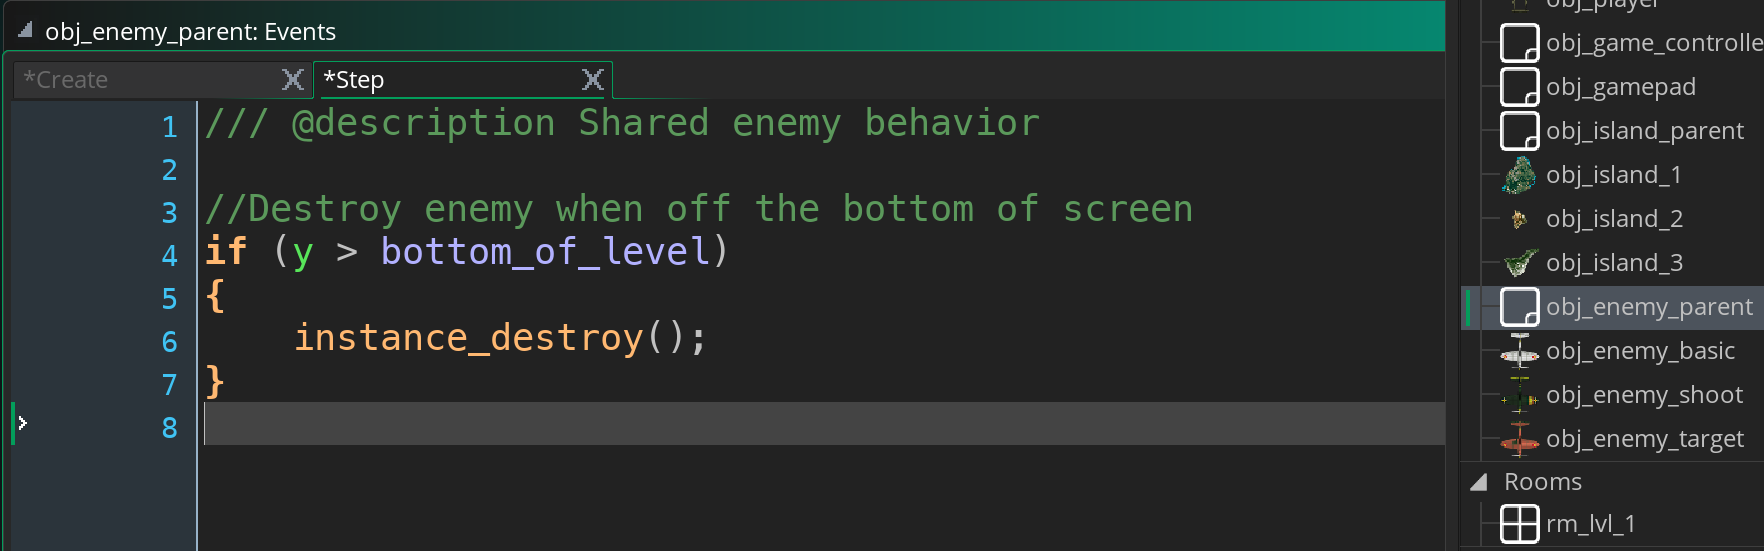 obj_enemy_parent: Events
*Create
*Step
1 /// @description Shared enemy behavior
2
3 //Destroy enemy when off the bottom of screen
4 if (y > bottom_of_level)
5 {
6 instance_destroy();
7 }
8
obj_player
obj_game_controlle
obj_gamepad
obj_island_parent
obj_island_1
obj_island_2
obj_island_3
obj_enemy_parent
obj_enemy_basic
obj_enemy_shoot
obj_enemy_target
Rooms
rm_lvl_1